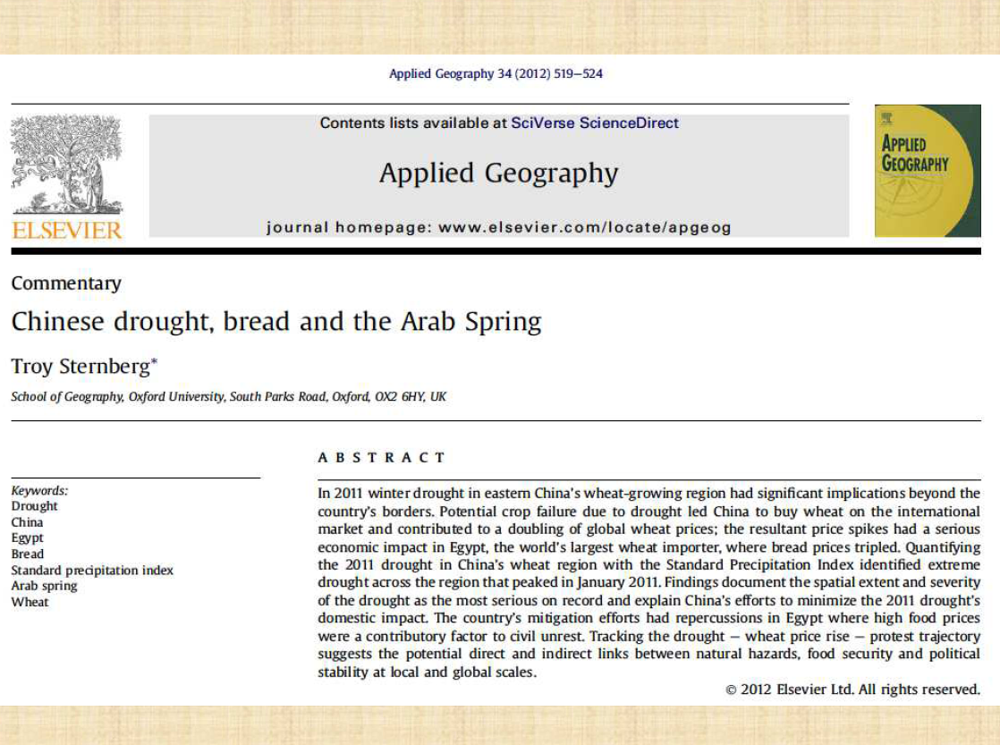 Applied Geography 34 (2012) 519–524
Contents lists available at SciVerse ScienceDirect
Applied Geography
journal homepage: www.elsevier.com/locate/apgeog
ELSEVIER
APPLIED
GEOGRAPHY
Commentary
Chinese drought, bread and the Arab Spring
Troy Sternberg*
School of Geography, Oxford University, South Parks Road, Oxford, OX2 6HY, UK
Keywords:
Drought
China
Egypt
Bread
Standard precipitation index
Arab spring
Wheat
ABSTRACT
In 2011 winter drought in eastern China's wheat-growing region had significant implications beyond the
country's borders. Potential crop failure due to drought led China to buy wheat on the international
market and contributed to a doubling of global wheat prices; the resultant price spikes had a serious
economic impact in Egypt, the world's largest wheat importer, where bread prices tripled. Quantifying
the 2011 drought in China's wheat region with the Standard Precipitation Index identified extreme
drought across the region that peaked in January 2011. Findings document the spatial extent and severity
of the drought as the most serious on record and explain China's efforts to minimize the 2011 drought's
domestic impact. The country's mitigation efforts had repercussions in Egypt where high food prices
were a contributory factor to civil unrest. Tracking the drought – wheat price rise – protest trajectory
suggests the potential direct and indirect links between natural hazards, food security and political
stability at local and global scales.
© 2012 Elsevier Ltd. All rights reserved.